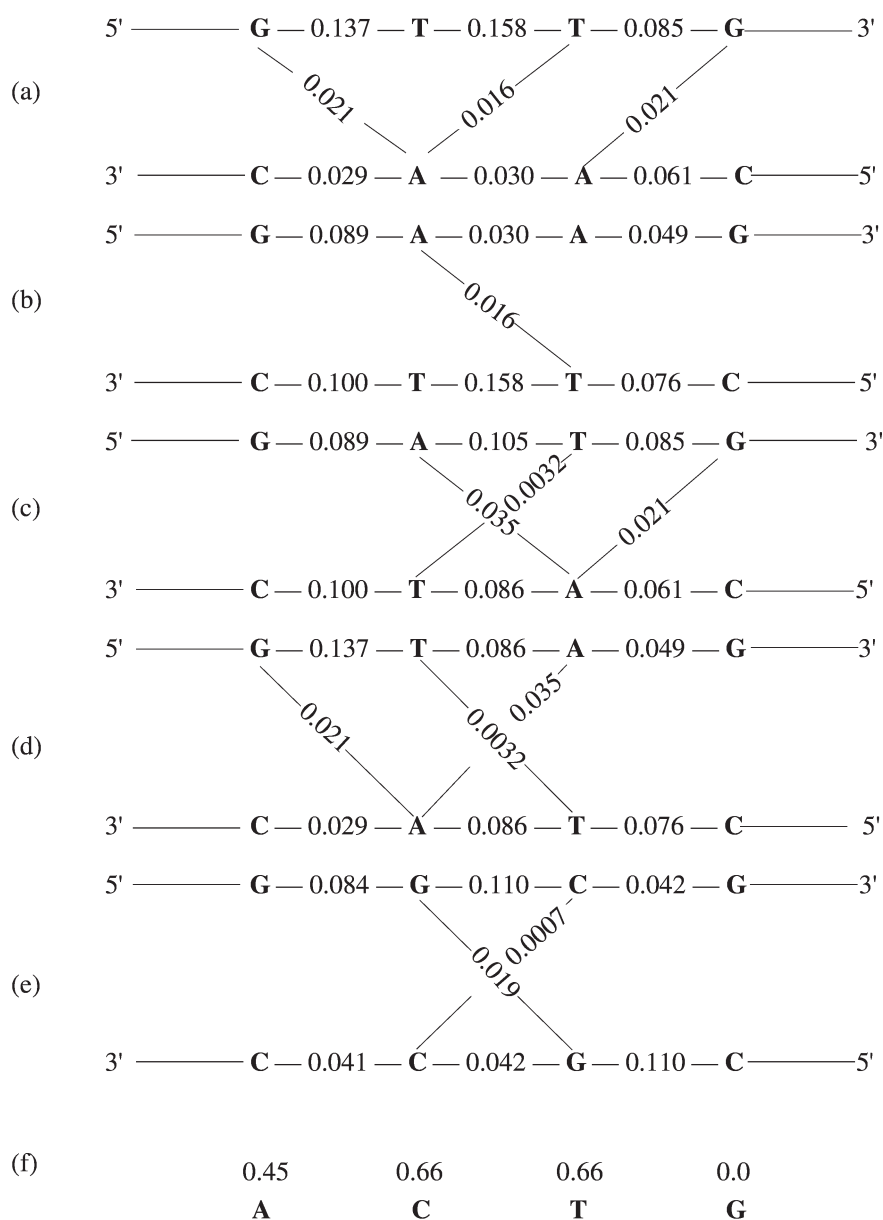 5' G 0.137 T 0.158 T 0.085 G 3'
(a)
0.021 0.016 0.021
3' C 0.029 A 0.030 A 0.061 C 5'
5' G 0.089 A 0.030 A 0.049 G 3'
(b)
0.016
3' C 0.100 T 0.158 T 0.076 C 5'
5' G 0.089 A 0.105 T 0.085 G 3'
(c)
0.035 0.0032 0.021
3' C 0.100 T 0.086 A 0.061 C 5'
5' G 0.137 T 0.086 A 0.049 G 3'
(d)
0.021 0.0032 0.035
3' C 0.029 A 0.086 T 0.076 C 5'
5' G 0.084 G 0.110 C 0.042 G 3'
(e)
0.019 0.0007
3' C 0.041 C 0.042 G 0.110 C 5'
(f)
0.45 0.66 0.66 0.0
A C T G